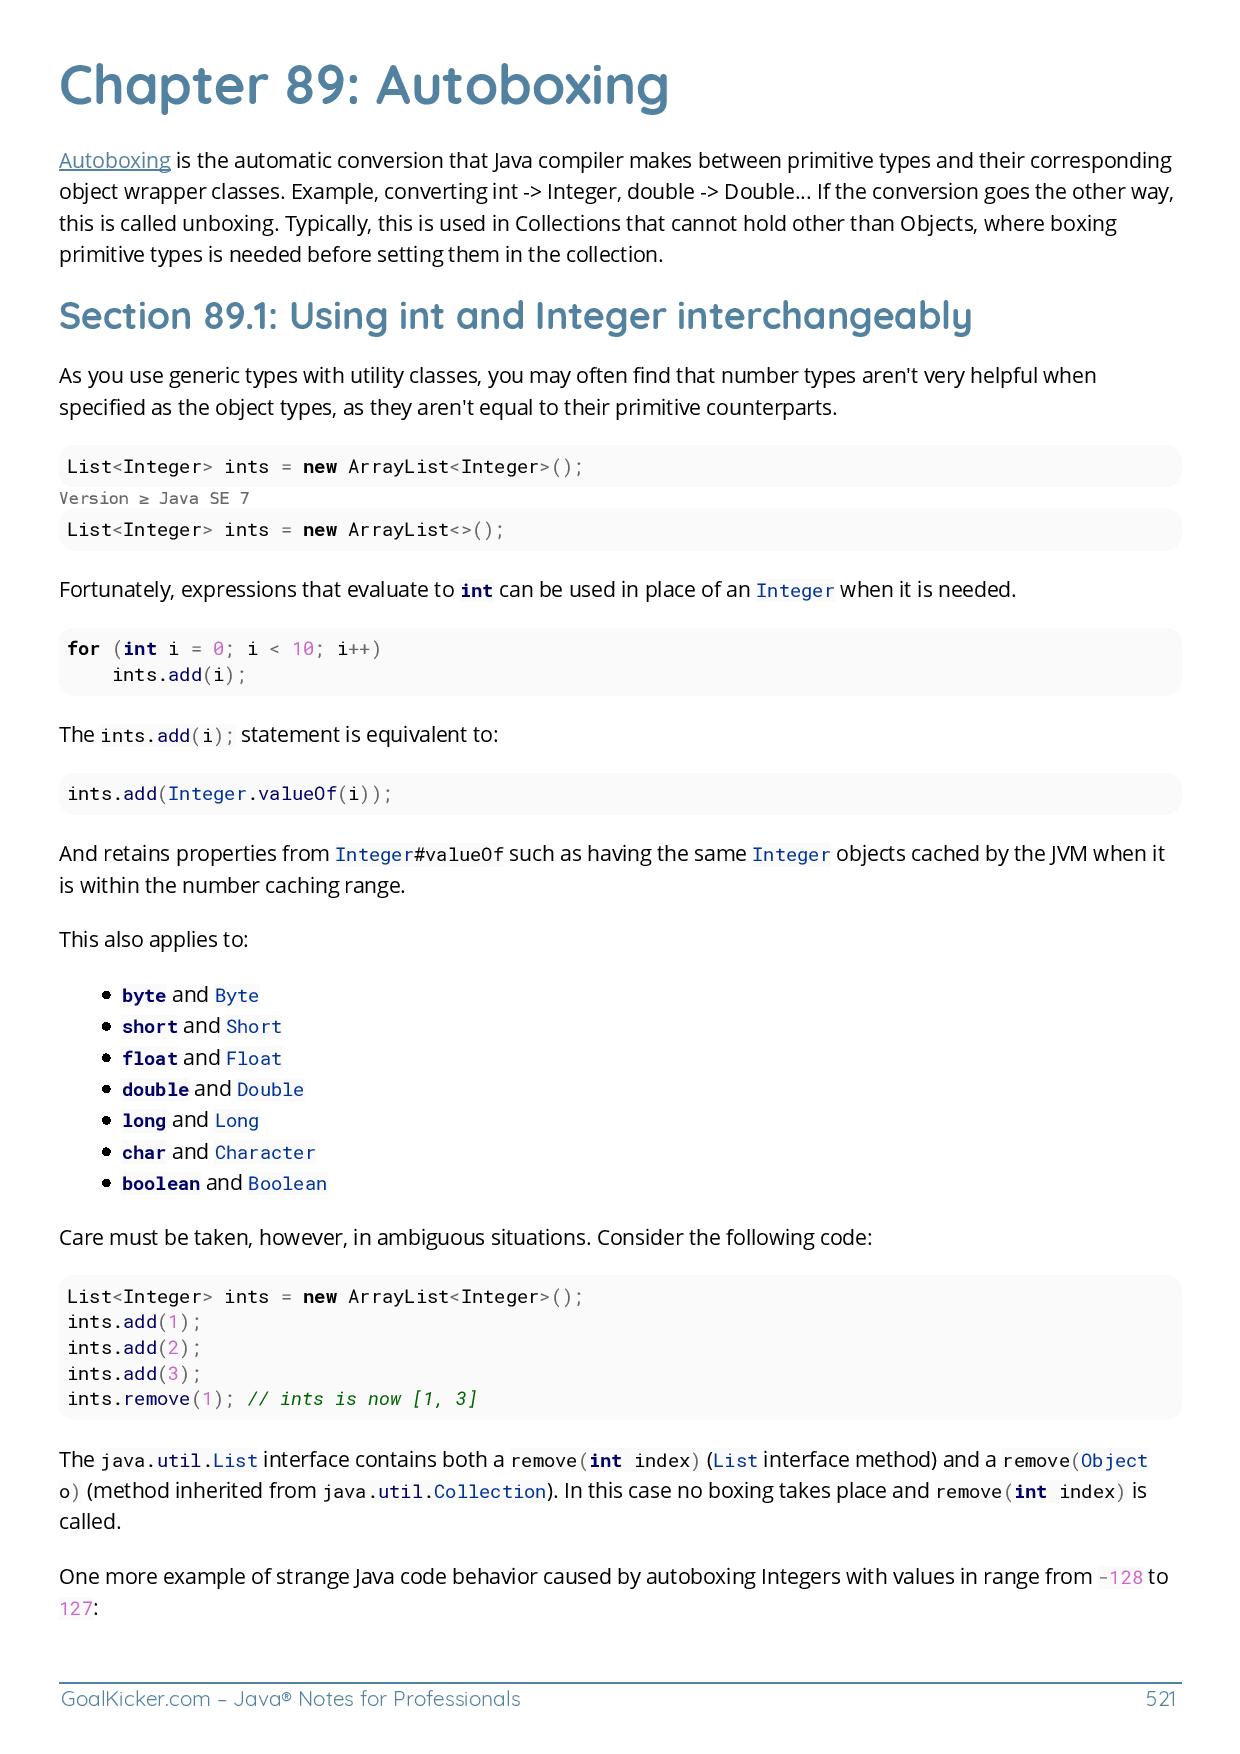 Chapter 89: Autoboxing
Autoboxing is the automatic conversion that Java compiler makes between primitive types and their corresponding
object wrapper classes. Example, converting int -> Integer, double -> Double... If the conversion goes the other way,
this is called unboxing. Typically, this is used in Collections that cannot hold other than Objects, where boxing
primitive types is needed before setting them in the collection.
Section 89.1: Using int and Integer interchangeably
As you use generic types with utility classes, you may often find that number types aren't very helpful when
specified as the object types, as they aren't equal to their primitive counterparts.
List<Integer> ints = new ArrayList<Integer>();
Version ≥ Java SE 7
List<Integer> ints = new ArrayList<>();
Fortunately, expressions that evaluate to int can be used in place of an Integer when it is needed.
for (int i = 0; i < 10; i++)
    ints.add(i);
The ints.add(i); statement is equivalent to:
ints.add(Integer.valueOf(i));
And retains properties from Integer#valueOf such as having the same Integer objects cached by the JVM when it
is within the number caching range.
This also applies to:
● byte and Byte
● short and Short
● float and Float
● double and Double
● long and Long
● char and Character
● boolean and Boolean
Care must be taken, however, in ambiguous situations. Consider the following code:
List<Integer> ints = new ArrayList<Integer>();
ints.add(1);
ints.add(2);
ints.add(3);
ints.remove(1); // ints is now [1, 3]
The java.util.List interface contains both a remove(int index) (List interface method) and a remove(Object
o) (method inherited from java.util.Collection). In this case no boxing takes place and remove(int index) is
called.
One more example of strange Java code behavior caused by autoboxing Integers with values in range from -128 to
127:
GoalKicker.com – Java® Notes for Professionals 521